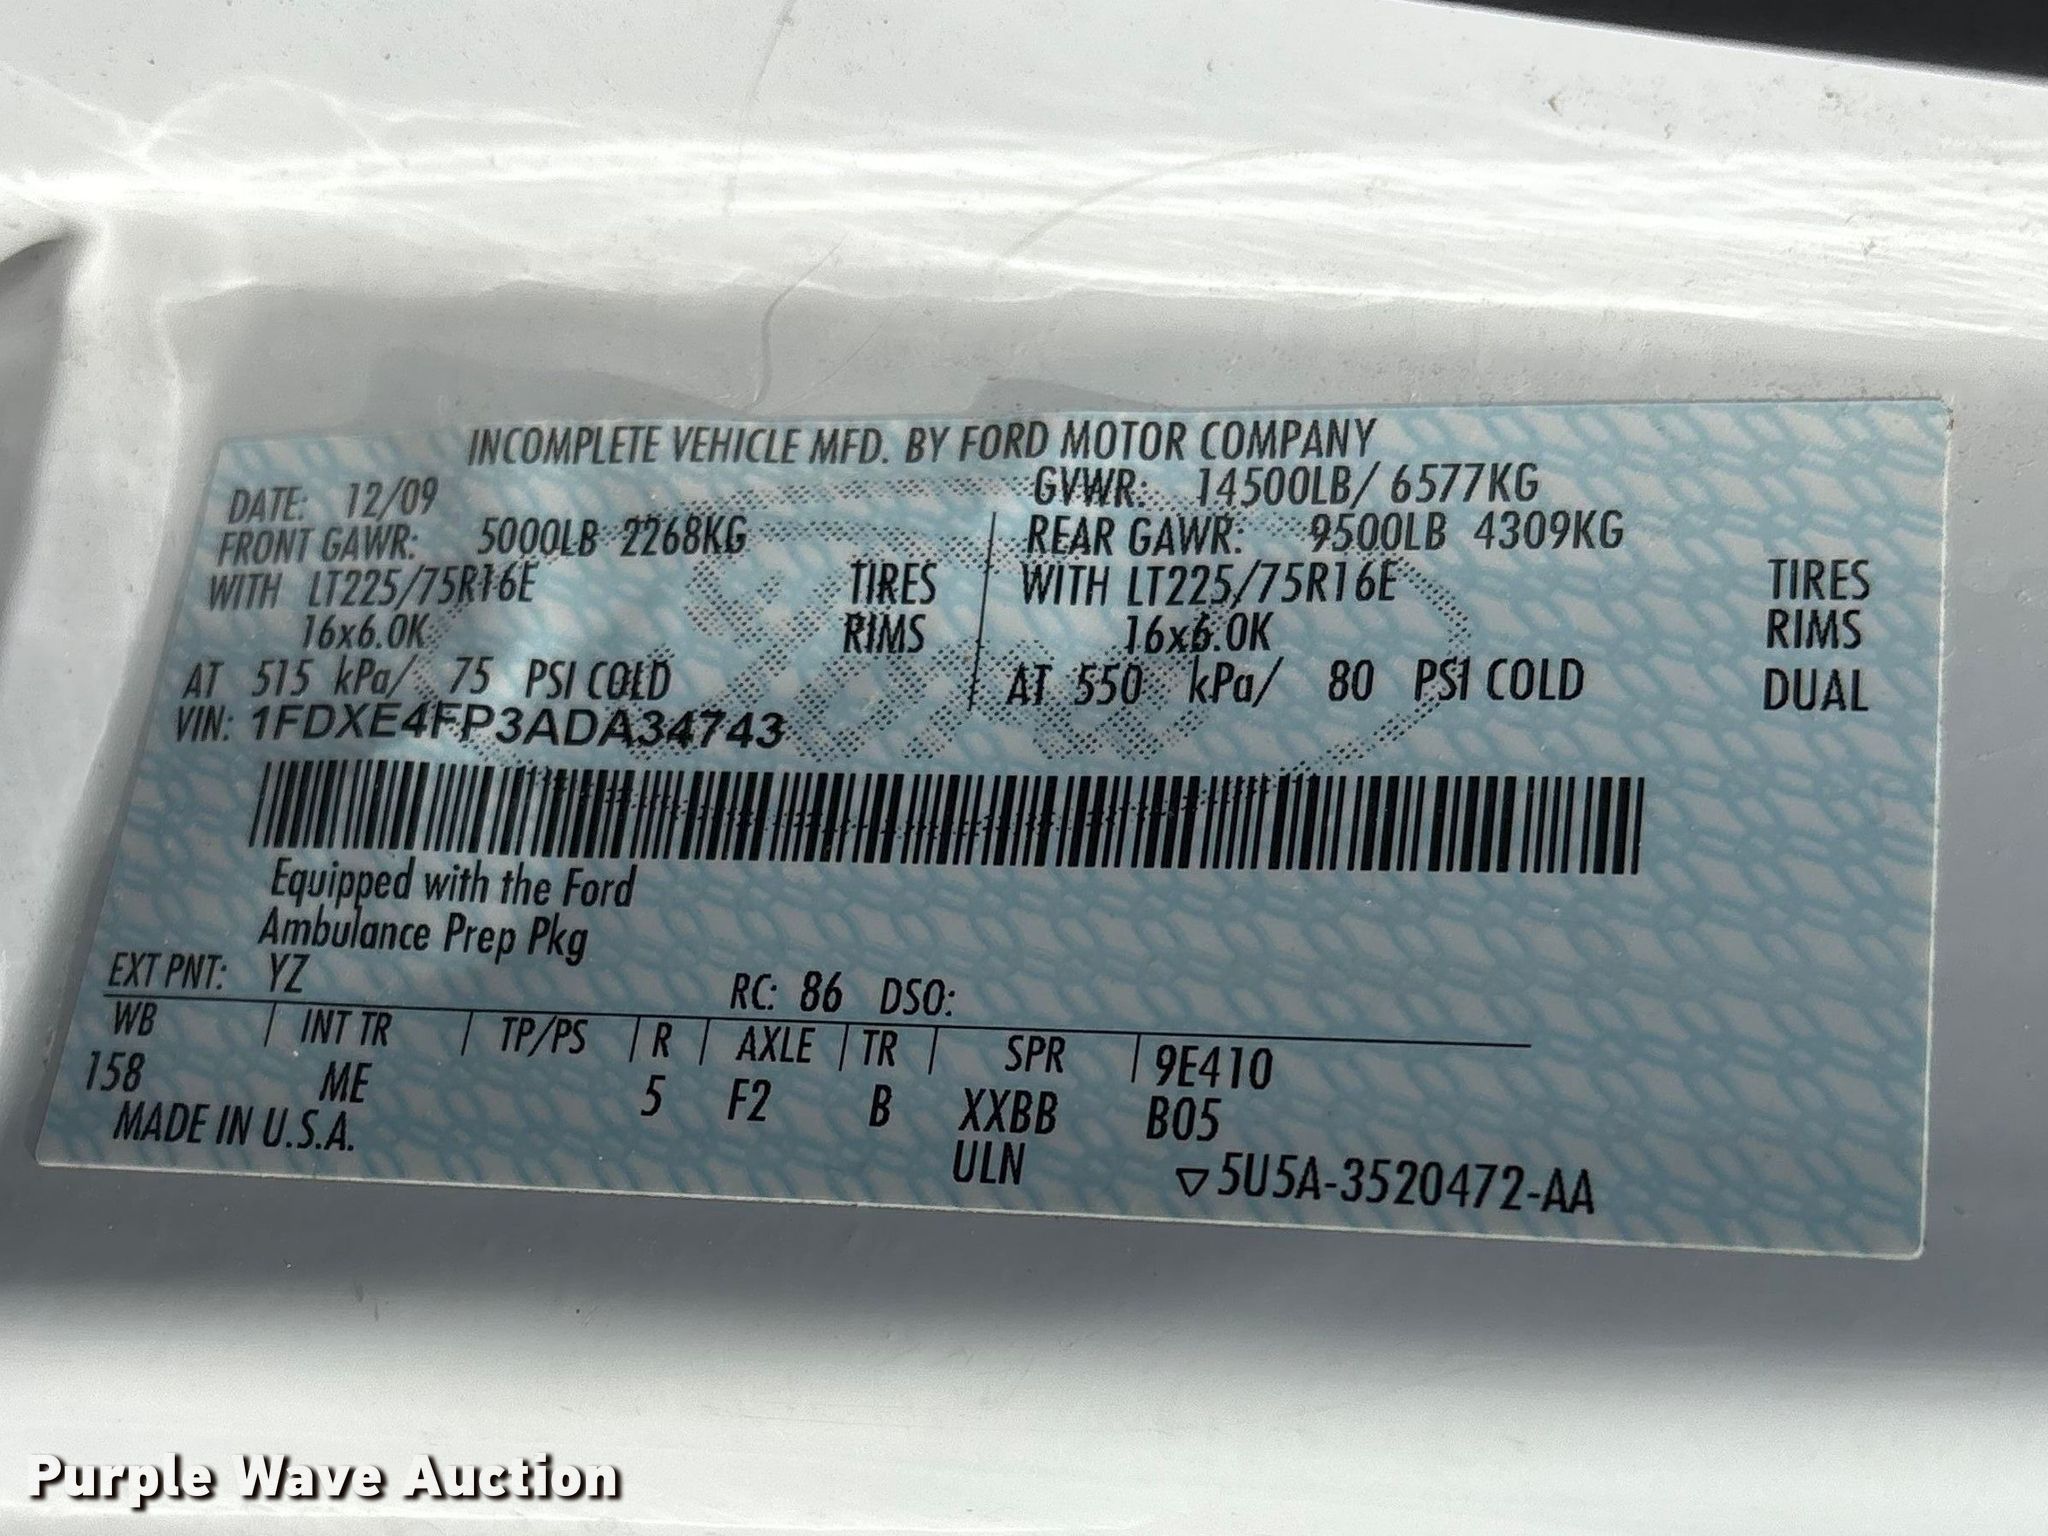 INCOMPLETE VEHICLE MFD. BY FORD MOTOR COMPANY
DATE: 12/09 GVWR: 14500LB/ 6577KG
FRONT GAWR: 5000LB 2268KG REAR GAWR: 9500LB 4309KG
WITH LT225/75R16E TIRES WITH LT225/75R16E TIRES
16x6.0K RIMS 16x6.0K RIMS
AT 515 kPa/ 75 PSI COLD AT 550 kPa/ 80 PSI COLD DUAL
VIN: 1FDXE4FP3ADA34743
Equipped with the Ford
Ambulance Prep Pkg
EXT PNT: YZ RC: 86 DSO:
WB INT TR TP/PS R AXLE TR SPR 9E410
158 ME 5 F2 B XXBB B05
MADE IN U.S.A. ULN ▽5U5A-3520472-AA
Purple Wave Auction